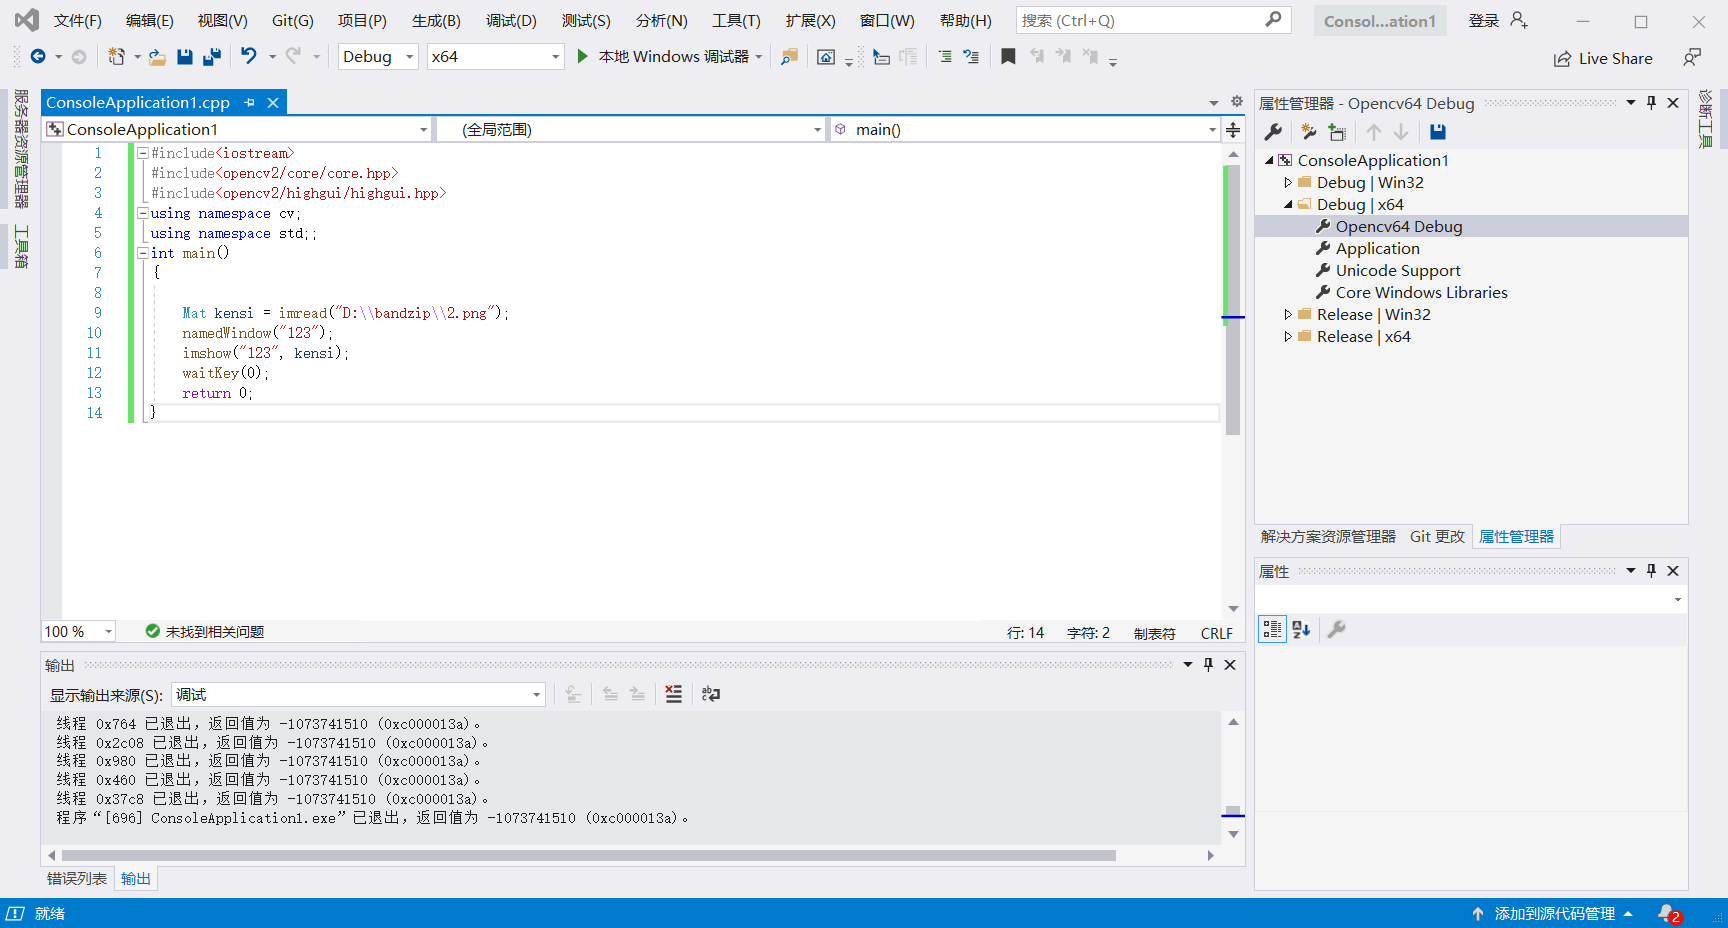 文件(F) 编辑(E) 视图(V) Git(G) 项目(P) 生成(B) 调试(D) 测试(S) 分析(N) 工具(T) 扩展(X) 窗口(W) 帮助(H) 搜索 (Ctrl+Q) Consol...ation1 登录
Debug x64 本地 Windows 调试器 Live Share
服务器资源管理器
工具箱
ConsoleApplication1.cpp
ConsoleApplication1 (全局范围) main()
1 #include<iostream>
2 #include<opencv2/core/core.hpp>
3 #include<opencv2/highgui/highgui.hpp>
4 using namespace cv;
5 using namespace std;;
6 int main()
7 {
8
9 Mat kensi = imread("D:\\bandzip\\2.png");
10 namedWindow("123");
11 imshow("123", kensi);
12 waitKey(0);
13 return 0;
14 }
100 % 未找到相关问题 行: 14 字符: 2 制表符 CRLF
输出
显示输出来源(S): 调试
线程 0x764 已退出，返回值为 -1073741510 (0xc000013a)。
线程 0x2c08 已退出，返回值为 -1073741510 (0xc000013a)。
线程 0x980 已退出，返回值为 -1073741510 (0xc000013a)。
线程 0x460 已退出，返回值为 -1073741510 (0xc000013a)。
线程 0x37c8 已退出，返回值为 -1073741510 (0xc000013a)。
程序“[696] ConsoleApplication1.exe”已退出，返回值为 -1073741510 (0xc000013a)。
错误列表 输出
属性管理器 - Opencv64 Debug
ConsoleApplication1
Debug | Win32
Debug | x64
Opencv64 Debug
Application
Unicode Support
Core Windows Libraries
Release | Win32
Release | x64
解决方案资源管理器 Git 更改 属性管理器
属性
诊断工具
就绪 添加到源代码管理 2